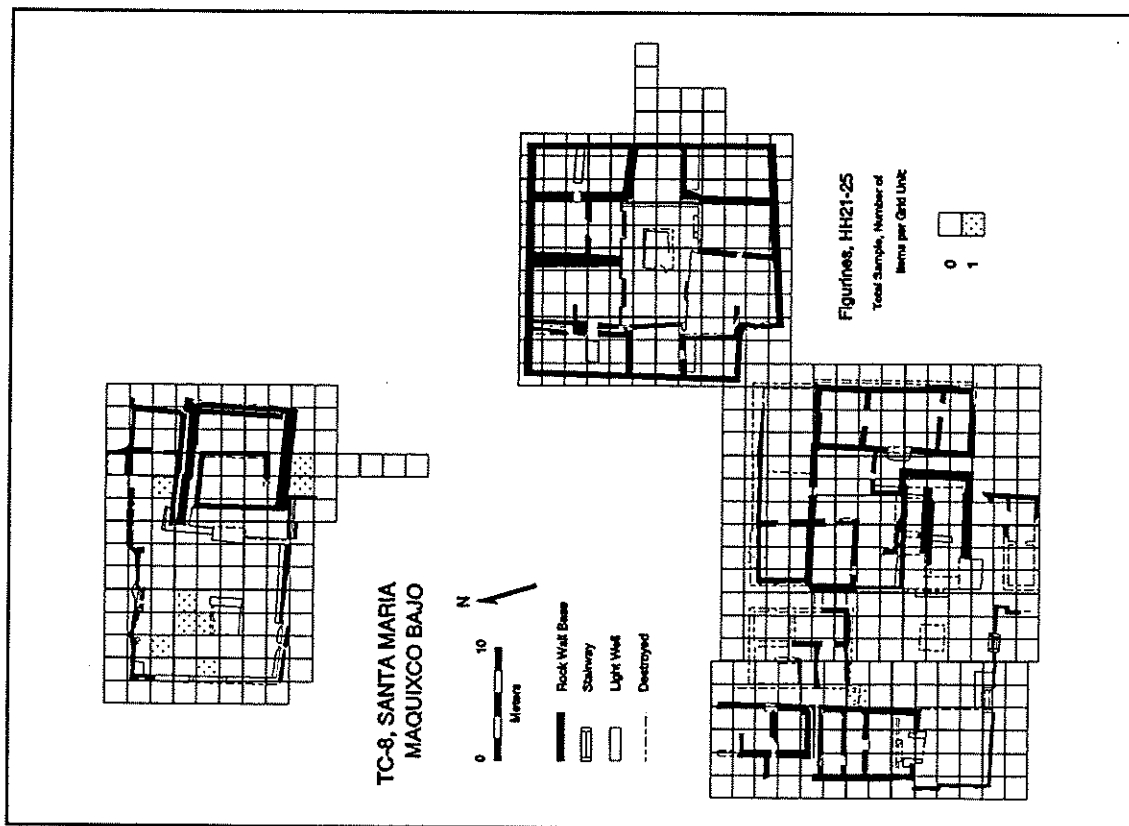 TC-8, SANTA MARIA
MAQUIXCO BAJO
N
0 10
Meters
Rock Wall Base
Stairway
Light Well
Destroyed
Figurines, HH21-25
Total Sample, Number of
Items per Grid Unit
0
1